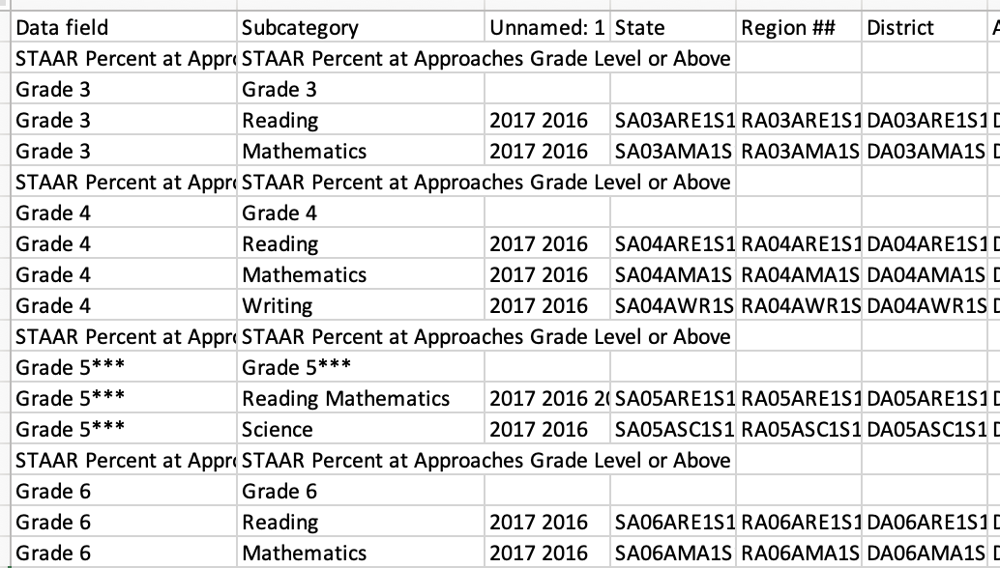 Data field Subcategory Unnamed: 1 State Region ## District
STAAR Percent at Appr STAAR Percent at Approaches Grade Level or Above
Grade 3 Grade 3
Grade 3 Reading 2017 2016 SA03ARE1S1 RA03ARE1S1 DA03ARE1S1
Grade 3 Mathematics 2017 2016 SA03AMA1S RA03AMA1S DA03AMA1S
STAAR Percent at Appr STAAR Percent at Approaches Grade Level or Above
Grade 4 Grade 4
Grade 4 Reading 2017 2016 SA04ARE1S1 RA04ARE1S1 DA04ARE1S1
Grade 4 Mathematics 2017 2016 SA04AMA1S RA04AMA1S DA04AMA1S
Grade 4 Writing 2017 2016 SA04AWR1S RA04AWR1S DA04AWR1S
STAAR Percent at Appr STAAR Percent at Approaches Grade Level or Above
Grade 5*** Grade 5***
Grade 5*** Reading Mathematics 2017 2016 20 SA05ARE1S1 RA05ARE1S1 DA05ARE1S1
Grade 5*** Science 2017 2016 SA05ASC1S1 RA05ASC1S1 DA05ASC1S1
STAAR Percent at Appr STAAR Percent at Approaches Grade Level or Above
Grade 6 Grade 6
Grade 6 Reading 2017 2016 SA06ARE1S1 RA06ARE1S1 DA06ARE1S1
Grade 6 Mathematics 2017 2016 SA06AMA1S RA06AMA1S DA06AMA1S